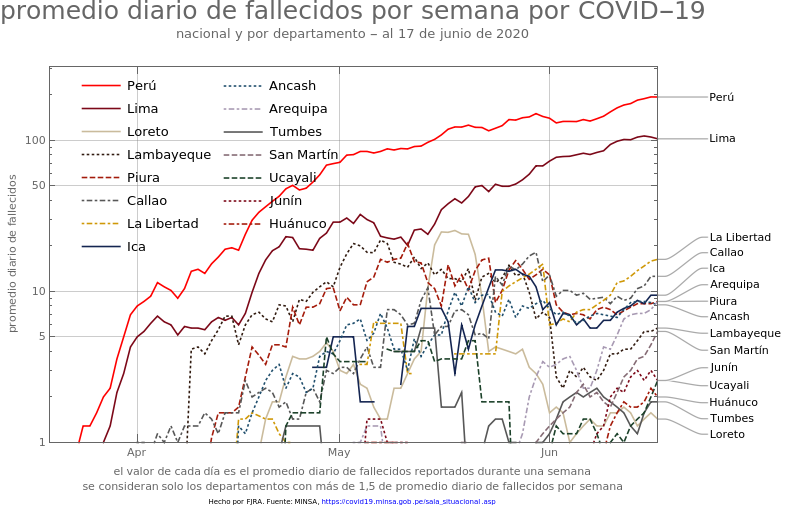 promedio diario de fallecidos por semana por COVID–19
nacional y por departamento – al 17 de junio de 2020
promedio diario de fallecidos
100
50
10
5
1
Perú
Lima
Loreto
Lambayeque
Piura
Callao
La Libertad
Ica
Ancash
Arequipa
Tumbes
San Martín
Ucayali
Junín
Huánuco
Perú
Lima
La Libertad
Callao
Ica
Arequipa
Piura
Ancash
Lambayeque
San Martín
Junín
Ucayali
Huánuco
Tumbes
Loreto
Apr
May
Jun
el valor de cada día es el promedio diario de fallecidos reportados durante una semana
se consideran solo los departamentos con más de 1,5 de promedio diario de fallecidos por semana
Hecho por FJRA. Fuente: MINSA, https://covid19.minsa.gob.pe/sala_situacional.asp